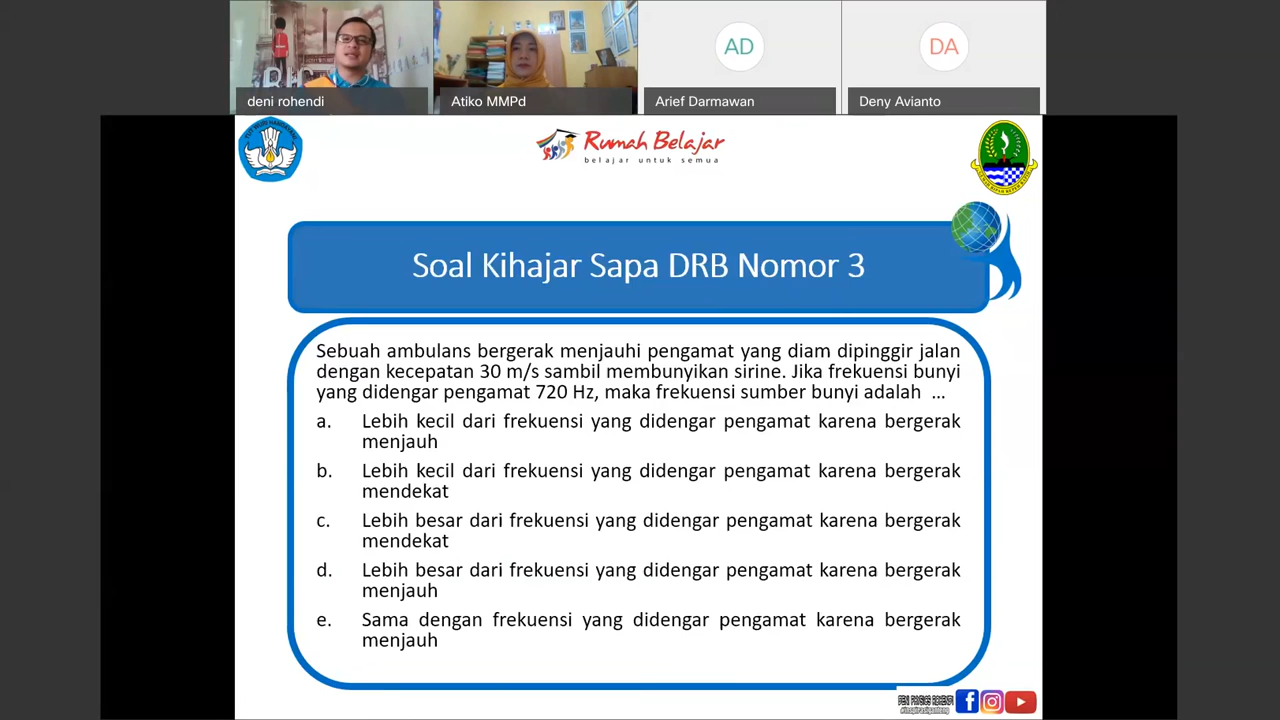 AD
DA
deni rohendi
Atiko MMPd
Arief Darmawan
Deny Avianto
Rumah Belajar
belajar untuk semua
Soal Kihajar Sapa DRB Nomor 3
Sebuah ambulans bergerak menjauhi pengamat yang diam dipinggir jalan
dengan kecepatan 30 m/s sambil membunyikan sirine. Jika frekuensi bunyi
yang didengar pengamat 720 Hz, maka frekuensi sumber bunyi adalah ...
a. Lebih kecil dari frekuensi yang didengar pengamat karena bergerak
menjauh
b. Lebih kecil dari frekuensi yang didengar pengamat karena bergerak
mendekat
c. Lebih besar dari frekuensi yang didengar pengamat karena bergerak
mendekat
d. Lebih besar dari frekuensi yang didengar pengamat karena bergerak
menjauh
e. Sama dengan frekuensi yang didengar pengamat karena bergerak
menjauh